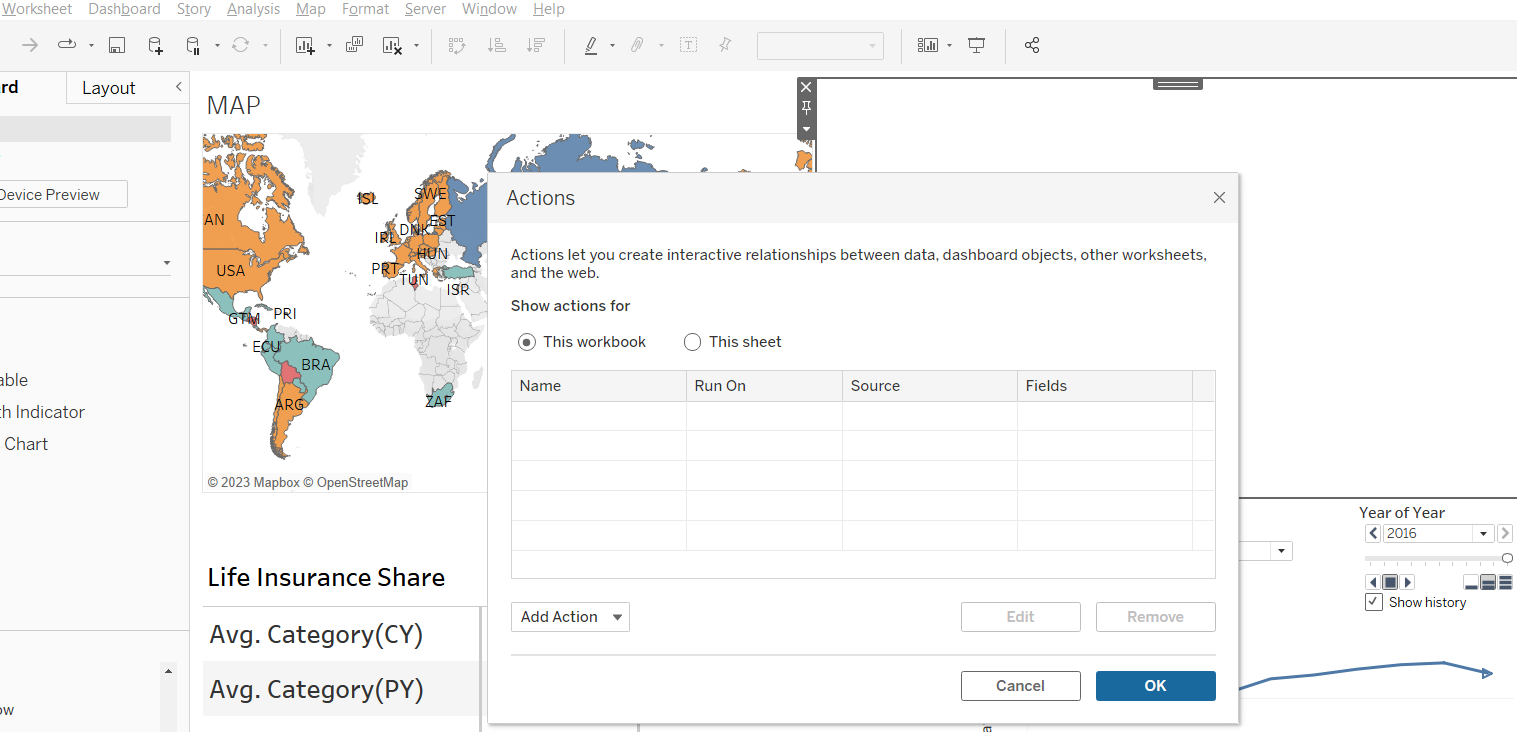 Worksheet Dashboard Story Analysis Map Format Server Window Help
rd Layout
MAP
Device Preview
Actions
Actions let you create interactive relationships between data, dashboard objects, other worksheets,
and the web.
Show actions for
This workbook This sheet
Name Run On Source Fields
ISL
SWE
AN
EST
DNK
IRL
HUN
USA
PRT
TUN
ISR
GTM
PRI
ECU
BRA
ARG
ZAF
able
th Indicator
Chart
© 2023 Mapbox © OpenStreetMap
Year of Year
2016
Show history
Life Insurance Share
Add Action Edit Remove
Avg. Category(CY)
Avg. Category(PY)
Cancel OK
ow